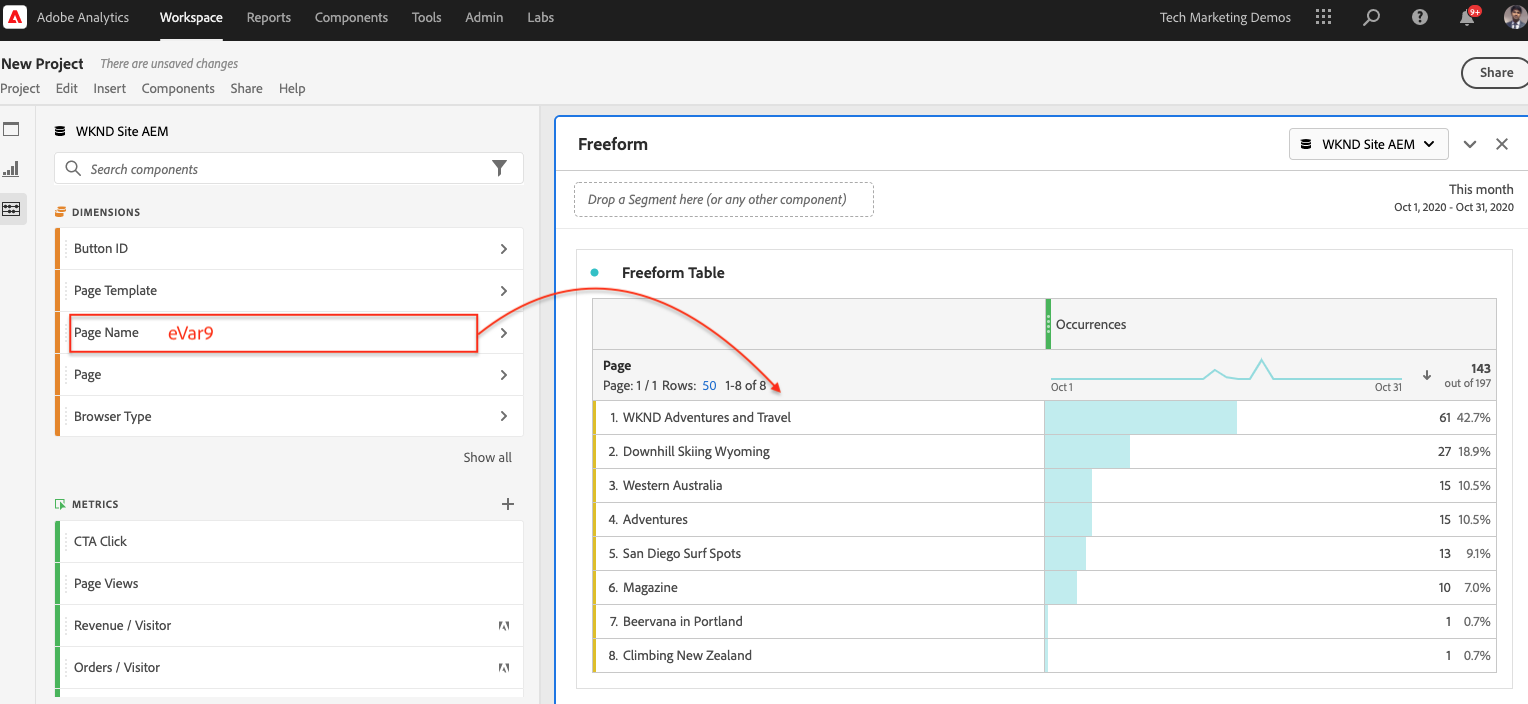 Adobe Analytics Workspace Reports Components Tools Admin Labs Tech Marketing Demos 9+
New Project There are unsaved changes
Project Edit Insert Components Share Help Share
WKND Site AEM
Search components
DIMENSIONS
Button ID
Page Template
Page Name eVar9
Page
Browser Type
Show all
METRICS
CTA Click
Page Views
Revenue / Visitor
Orders / Visitor
Freeform WKND Site AEM
Drop a Segment here (or any other component) This month
Oct 1, 2020 - Oct 31, 2020
Freeform Table
Occurrences
Page
Page: 1 / 1 Rows: 50 1-8 of 8
Oct 1 Oct 31
143
out of 197
1. WKND Adventures and Travel 61 42.7%
2. Downhill Skiing Wyoming 27 18.9%
3. Western Australia 15 10.5%
4. Adventures 15 10.5%
5. San Diego Surf Spots 13 9.1%
6. Magazine 10 7.0%
7. Beervana in Portland 1 0.7%
8. Climbing New Zealand 1 0.7%